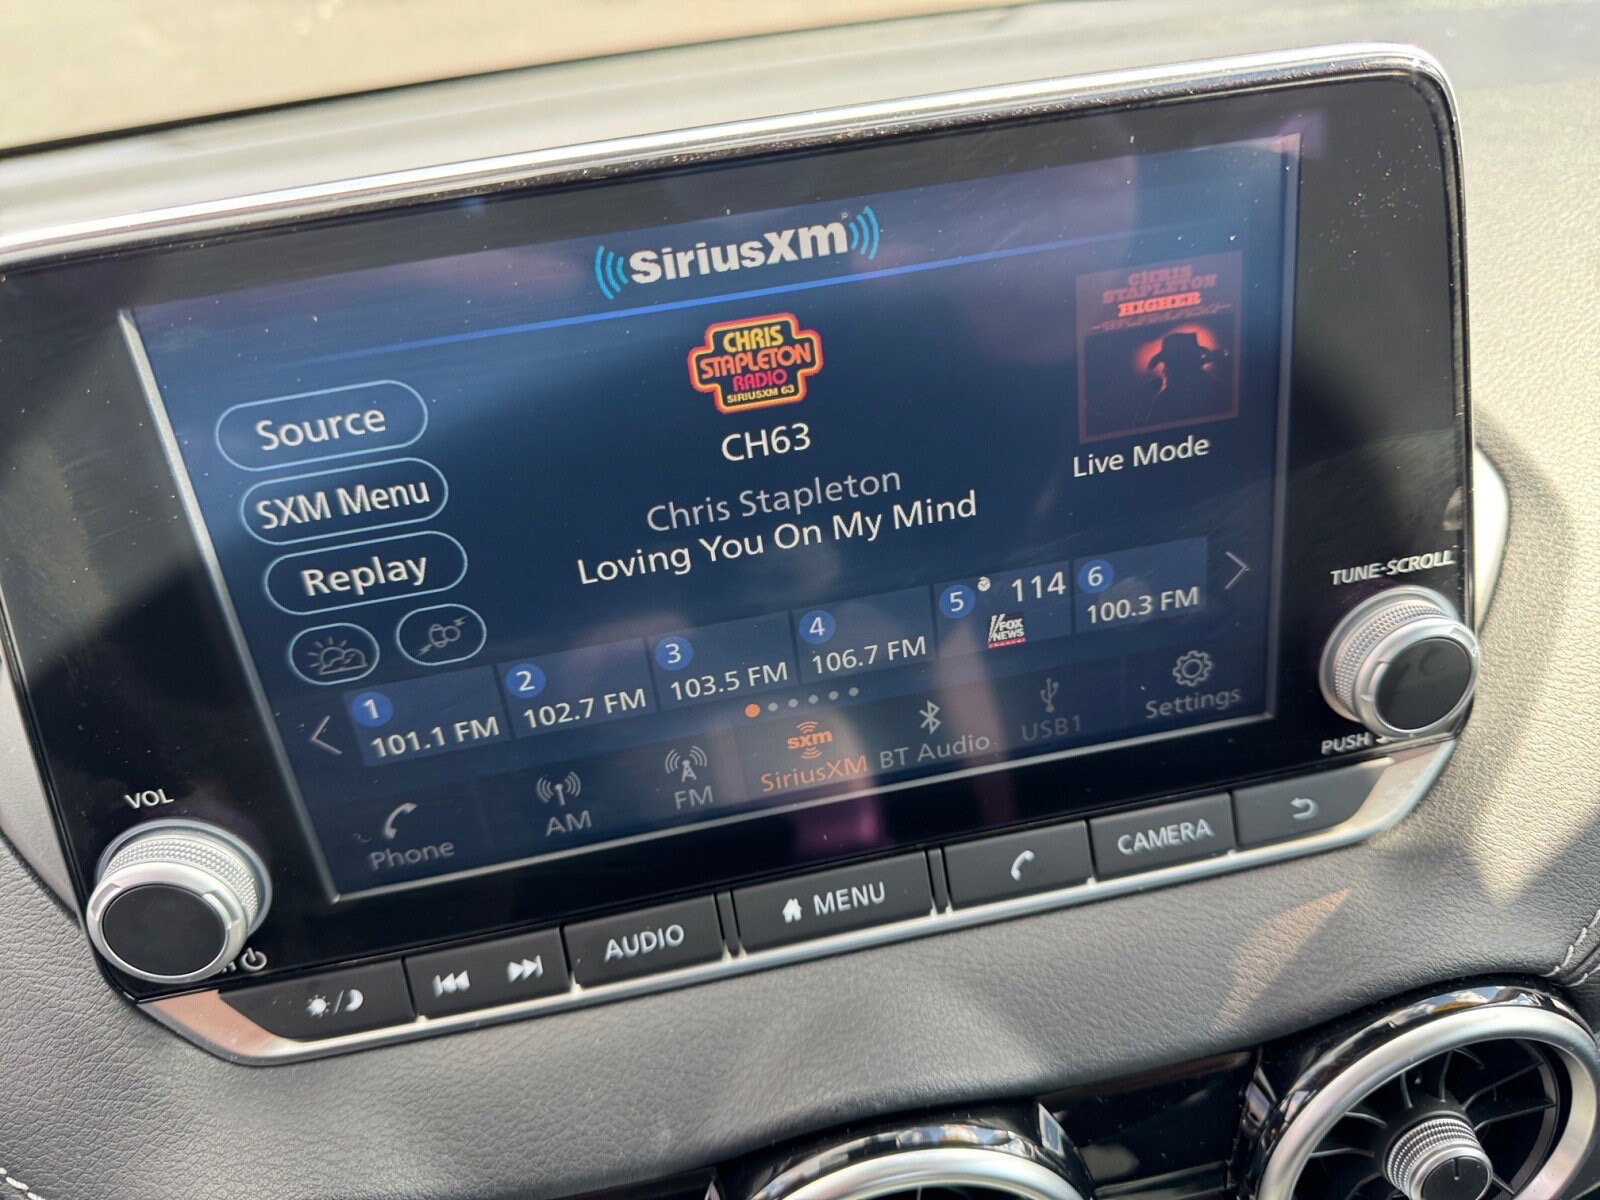 SiriusXM
CHRIS
STAPLETON
RADIO
SIRIUSXM 63
CHRIS
STAPLETON
HIGHER
Source
CH63
Live Mode
SXM Menu
Chris Stapleton
Loving You On My Mind
Replay
1
101.1 FM
2
102.7 FM
3
103.5 FM
4
106.7 FM
5
114
FOX
NEWS
6
100.3 FM
Phone
AM
FM
sxm
SiriusXM
BT Audio
USB1
Settings
TUNE·SCROLL
PUSH
VOL
AUDIO
MENU
CAMERA